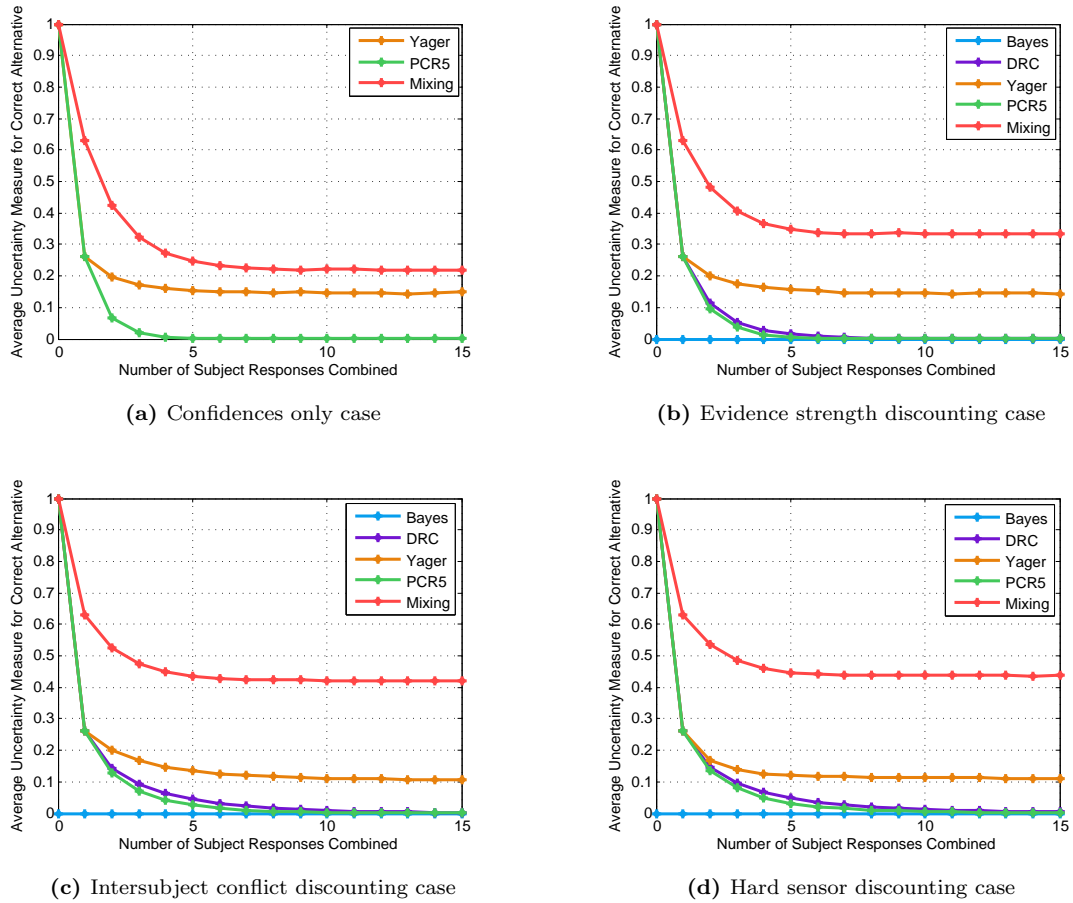 Average Uncertainty Measure for Correct Alternative
1
0.9
0.8
0.7
0.6
0.5
0.4
0.3
0.2
0.1
0
0 5 10 15
Number of Subject Responses Combined
Yager
PCR5
Mixing
(a) Confidences only case
Average Uncertainty Measure for Correct Alternative
1
0.9
0.8
0.7
0.6
0.5
0.4
0.3
0.2
0.1
0
0 5 10 15
Number of Subject Responses Combined
Bayes
DRC
Yager
PCR5
Mixing
(b) Evidence strength discounting case
Average Uncertainty Measure for Correct Alternative
1
0.9
0.8
0.7
0.6
0.5
0.4
0.3
0.2
0.1
0
0 5 10 15
Number of Subject Responses Combined
Bayes
DRC
Yager
PCR5
Mixing
(c) Intersubject conflict discounting case
Average Uncertainty Measure for Correct Alternative
1
0.9
0.8
0.7
0.6
0.5
0.4
0.3
0.2
0.1
0
0 5 10 15
Number of Subject Responses Combined
Bayes
DRC
Yager
PCR5
Mixing
(d) Hard sensor discounting case